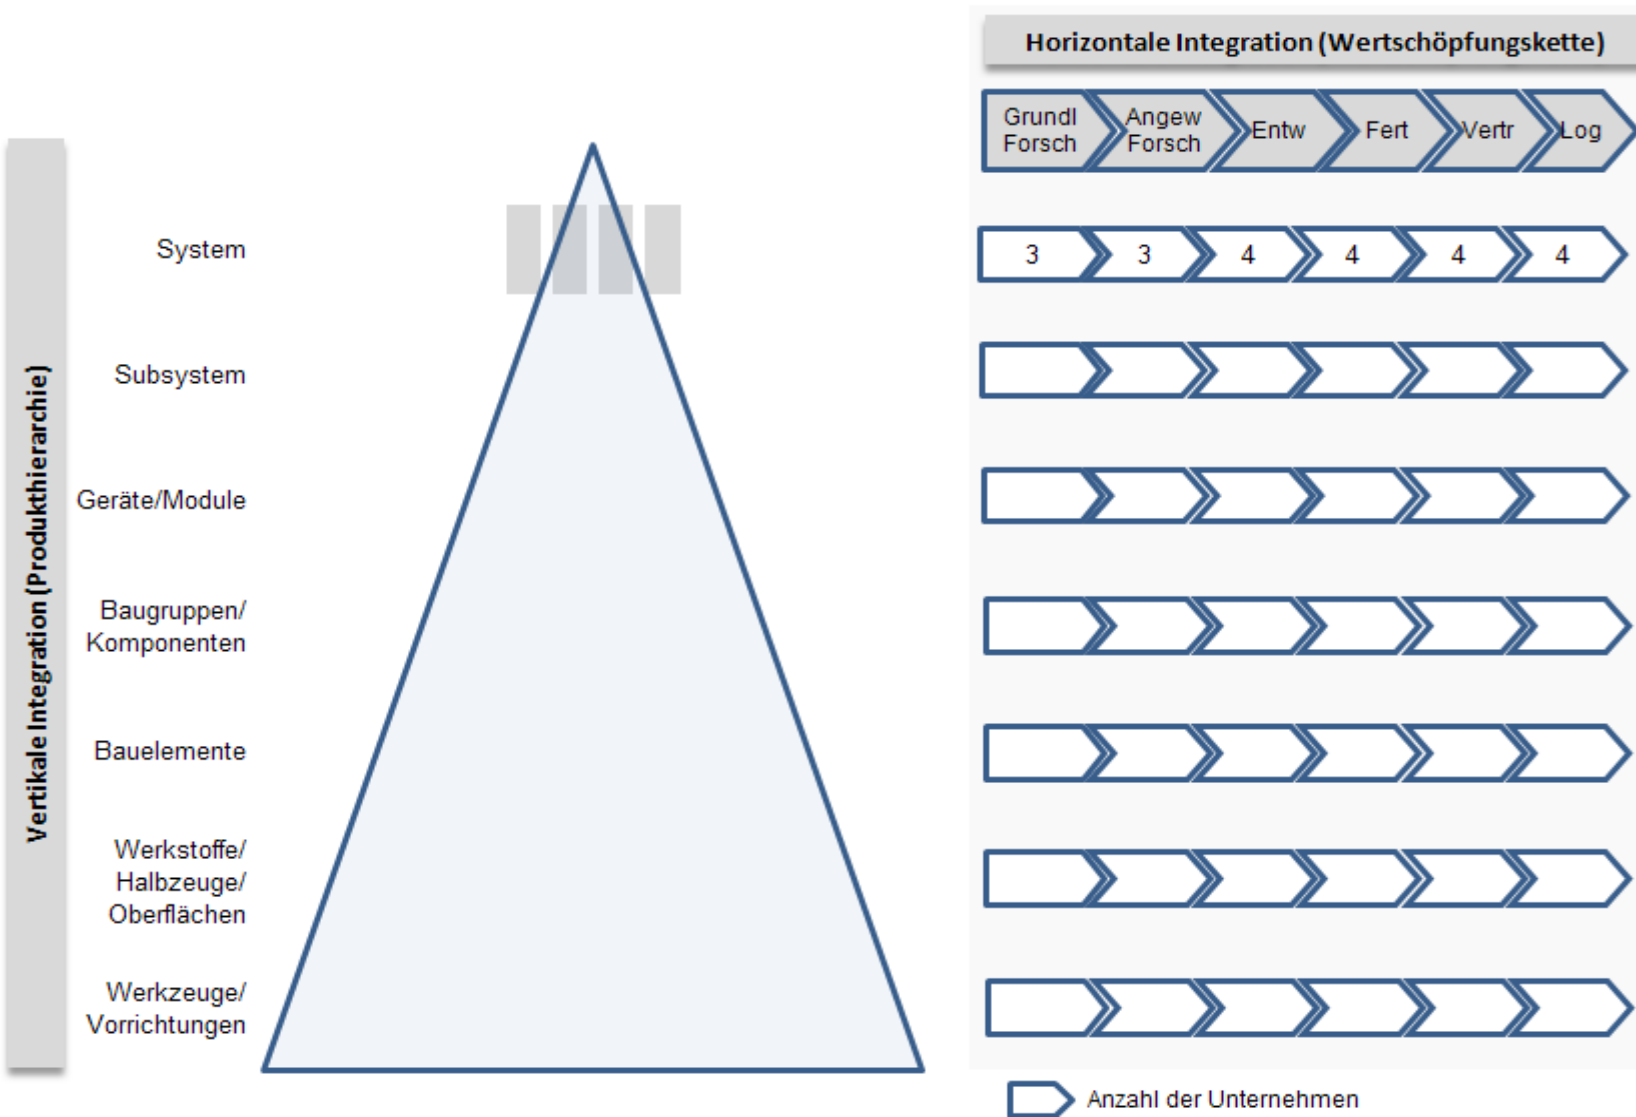 Horizontale Integration (Wertschöpfungskette)
Grundl
Forsch
Angew
Forsch
Entw
Fert
Vertr
Log
Vertikale Integration (Produkthierarchie)
System
3 3 4 4 4 4
Subsystem
Geräte/Module
Baugruppen/
Komponenten
Bauelemente
Werkstoffe/
Halbzeuge/
Oberflächen
Werkzeuge/
Vorrichtungen
Anzahl der Unternehmen